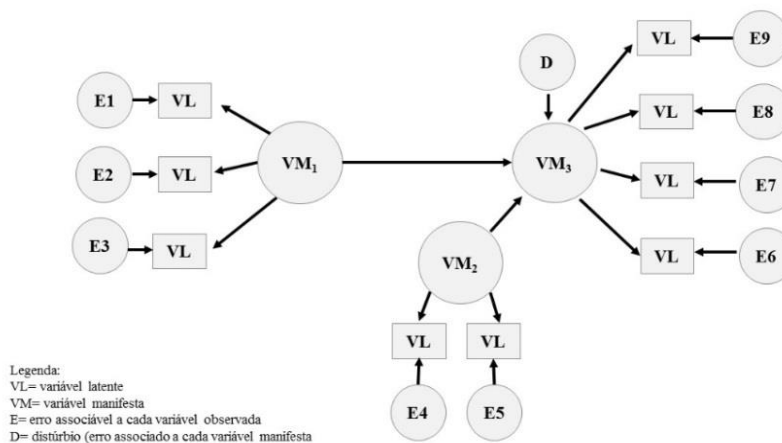 E9
VL
D
E1
VL
E8
VL
VM₁
VM₃
E2
VL
E7
VL
E3
VL
E6
VL
VM₂
VL
VL
E4
E5
Legenda:
VL= variável latente
VM= variável manifesta
E= erro associável a cada variável observada
D= distúrbio (erro associado a cada variável manifesta